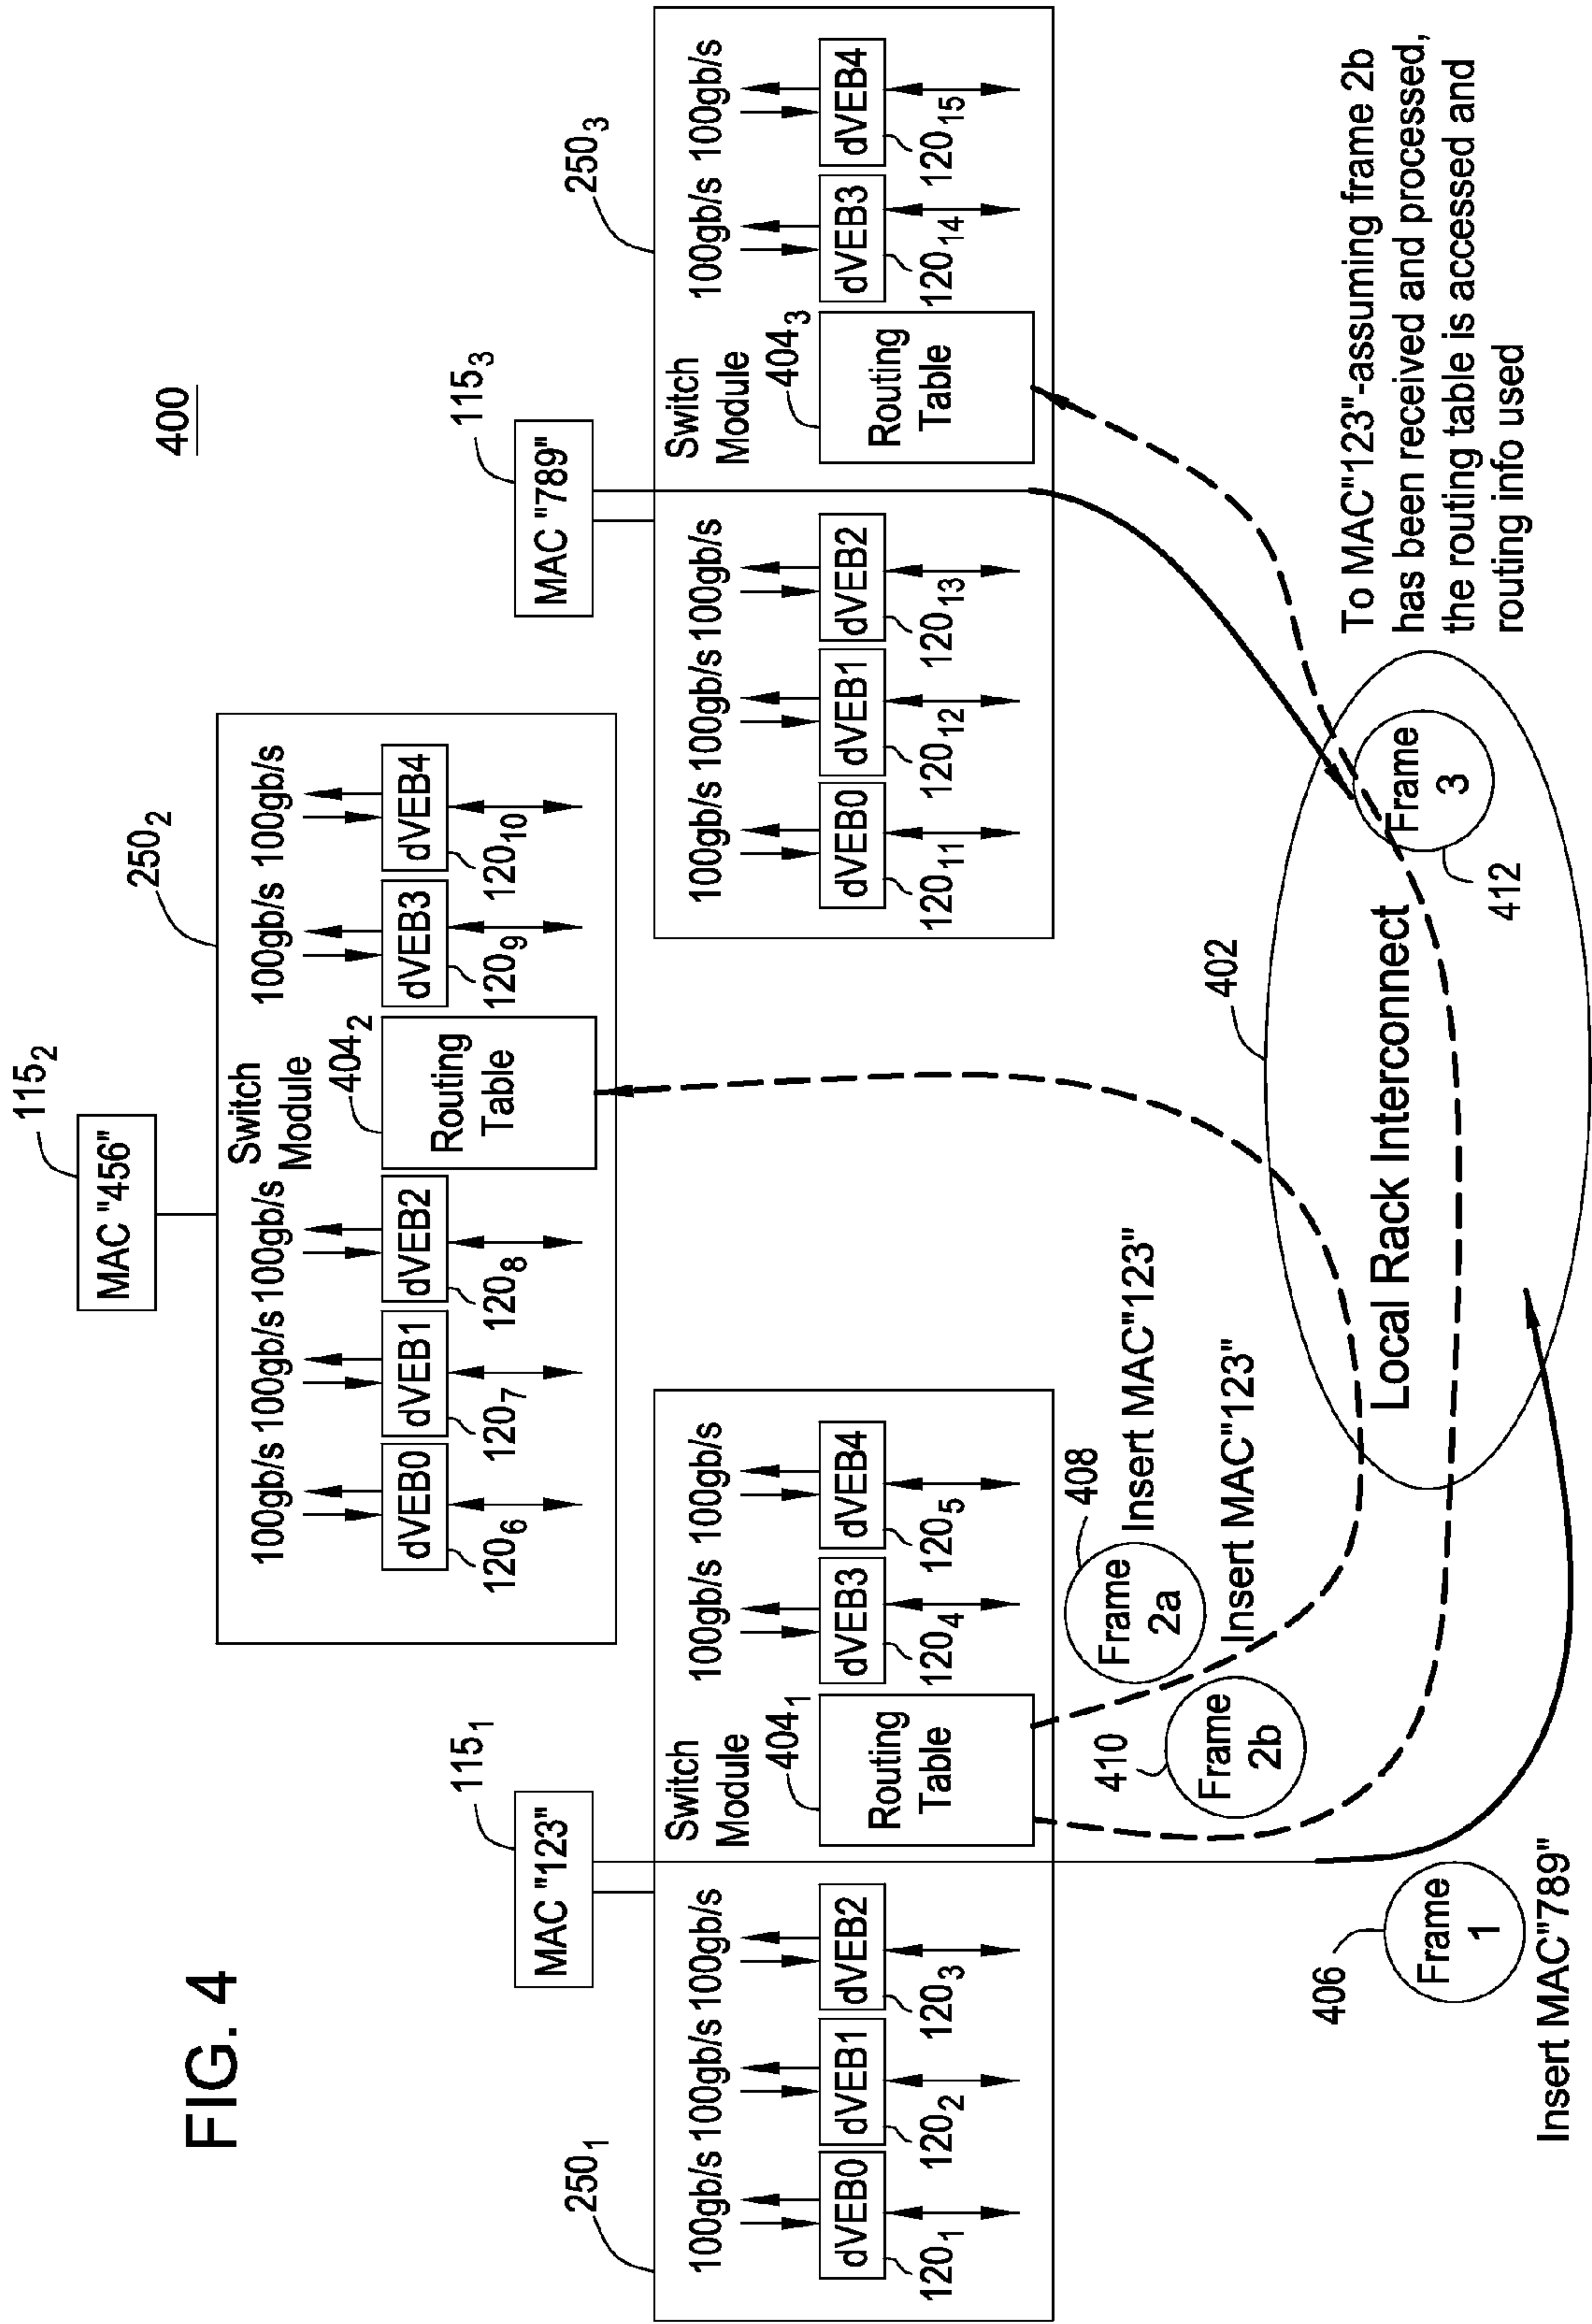 FIG. 4
400
115₂
MAC "456"
250₂
Switch
Module
100gb/s 100gb/s 100gb/s
100gb/s 100gb/s
404₂
dVEB0
dVEB1
dVEB2
Routing
Table
dVEB3
dVEB4
120₆
120₇
120₈
120₉
120₁₀
115₁
MAC "123"
250₁
Switch
Module
100gb/s 100gb/s 100gb/s
100gb/s 100gb/s
404₁
dVEB0
dVEB1
dVEB2
Routing
Table
dVEB3
dVEB4
120₁
120₂
120₃
120₄
120₅
115₃
MAC "789"
250₃
Switch
Module
100gb/s 100gb/s 100gb/s
100gb/s 100gb/s
404₃
dVEB0
dVEB1
dVEB2
Routing
Table
dVEB3
dVEB4
120₁₁
120₁₂
120₁₃
120₁₄
120₁₅
408
Frame
2a
Insert MAC"123"
410
Frame
2b
Insert MAC"123"
406
Frame
1
Insert MAC"789"
402
Local Rack Interconnect
Frame
3
412
To MAC"123"-assuming frame 2b
has been received and processed,
the routing table is accessed and
routing info used